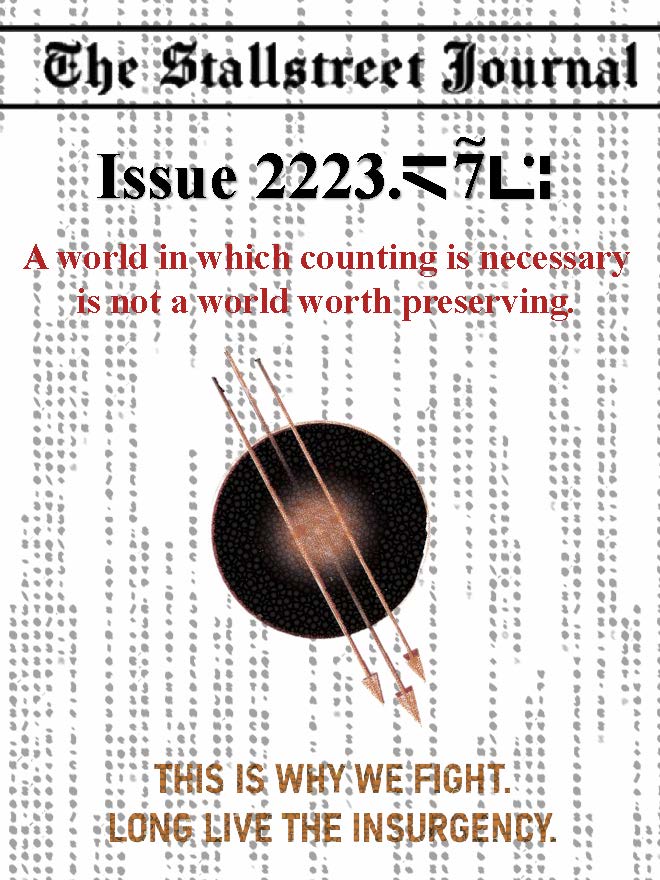 The Stallstreet Journal
Issue 2223.
A world in which counting is necessary
is not a world worth preserving.
THIS IS WHY WE FIGHT.
LONG LIVE THE INSURGENCY.